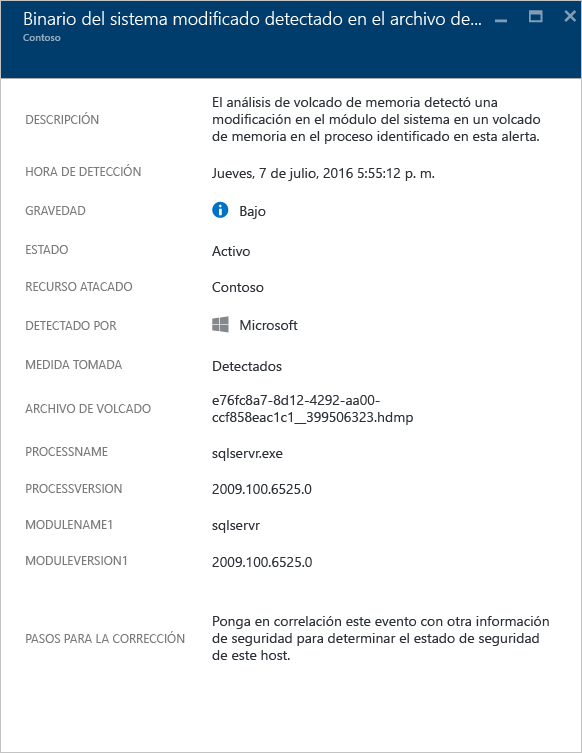 Binario del sistema modificado detectado en el archivo de...
Contoso
DESCRIPCIÓN
El análisis de volcado de memoria detectó una
modificación en el módulo del sistema en un volcado
de memoria en el proceso identificado en esta alerta.
HORA DE DETECCIÓN
Jueves, 7 de julio, 2016 5:55:12 p. m.
GRAVEDAD
Bajo
ESTADO
Activo
RECURSO ATACADO
Contoso
DETECTADO POR
Microsoft
MEDIDA TOMADA
Detectados
ARCHIVO DE VOLCADO
e76fc8a7-8d12-4292-aa00-
ccf858eac1c1__399506323.hdmp
PROCESSNAME
sqlservr.exe
PROCESSVERSION
2009.100.6525.0
MODULENAME1
sqlservr
MODULEVERSION1
2009.100.6525.0
PASOS PARA LA CORRECCIÓN
Ponga en correlación este evento con otra información
de seguridad para determinar el estado de seguridad
de este host.